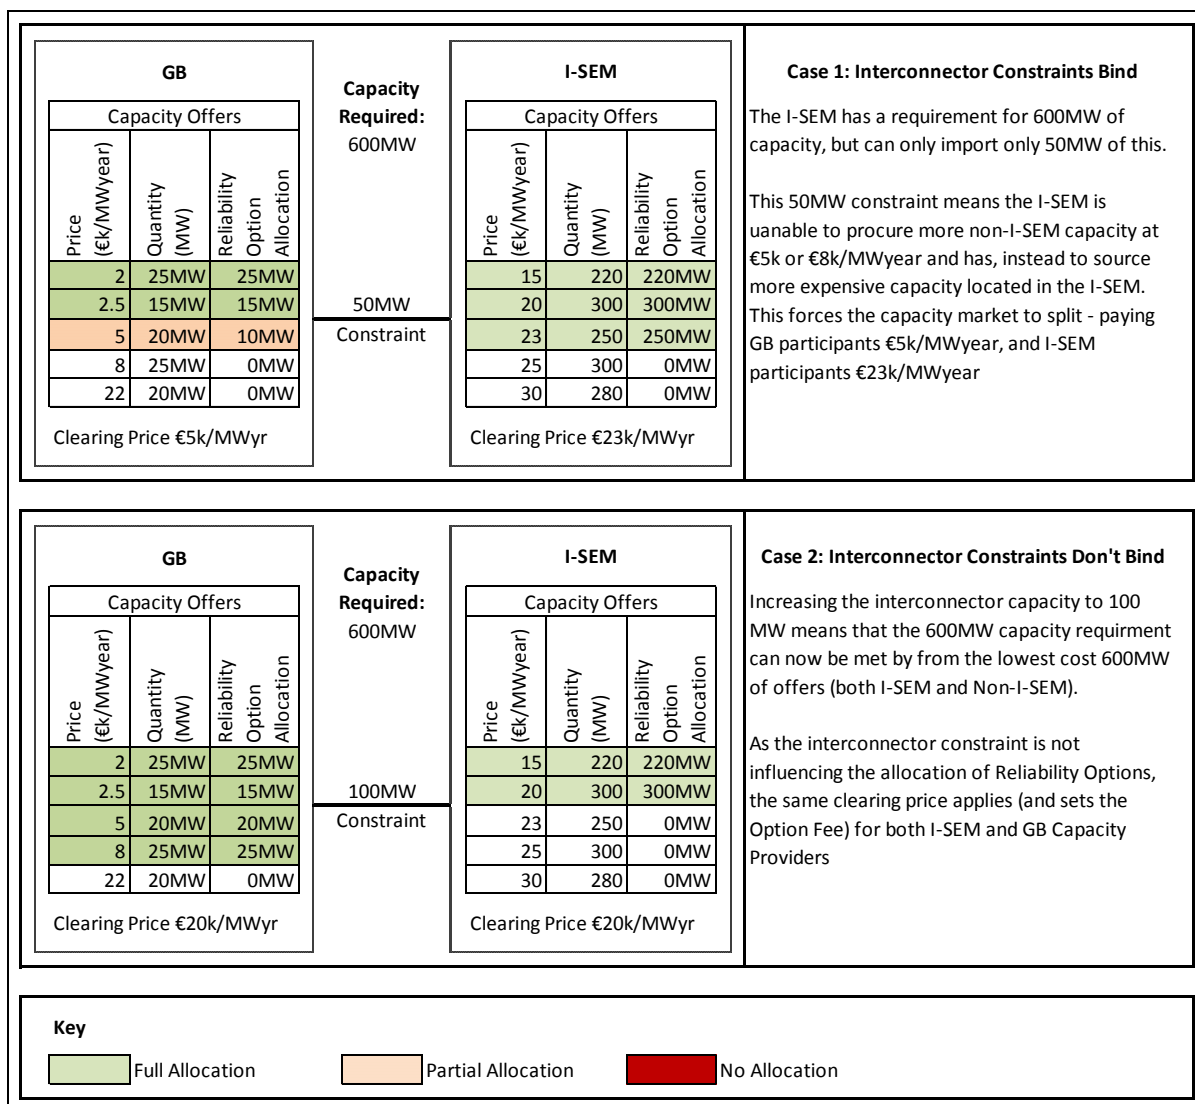 GB
Capacity Offers
Price (€k/MWyear) Quantity (MW) Reliability Option Allocation
2 25MW 25MW
2.5 15MW 15MW
5 20MW 10MW
8 25MW 0MW
22 20MW 0MW
Clearing Price €5k/MWyr
Capacity
Required:
600MW
50MW
Constraint
I-SEM
Capacity Offers
Price (€k/MWyear) Quantity (MW) Reliability Option Allocation
15 220 220MW
20 300 300MW
23 250 250MW
25 300 0MW
30 280 0MW
Clearing Price €23k/MWyr
Case 1: Interconnector Constraints Bind
The I-SEM has a requirement for 600MW of
capacity, but can only import only 50MW of this.
This 50MW constraint means the I-SEM is
uanable to procure more non-I-SEM capacity at
€5k or €8k/MWyear and has, instead to source
more expensive capacity located in the I-SEM.
This forces the capacity market to split - paying
GB participants €5k/MWyear, and I-SEM
participants €23k/MWyear
GB
Capacity Offers
Price (€k/MWyear) Quantity (MW) Reliability Option Allocation
2 25MW 25MW
2.5 15MW 15MW
5 20MW 20MW
8 25MW 25MW
22 20MW 0MW
Clearing Price €20k/MWyr
Capacity
Required:
600MW
100MW
Constraint
I-SEM
Capacity Offers
Price (€k/MWyear) Quantity (MW) Reliability Option Allocation
15 220 220MW
20 300 300MW
23 250 0MW
25 300 0MW
30 280 0MW
Clearing Price €20k/MWyr
Case 2: Interconnector Constraints Don't Bind
Increasing the interconnector capacity to 100
MW means that the 600MW capacity requirment
can now be met by from the lowest cost 600MW
of offers (both I-SEM and Non-I-SEM).
As the interconnector constraint is not
influencing the allocation of Reliability Options,
the same clearing price applies (and sets the
Option Fee) for both I-SEM and GB Capacity
Providers
Key
Full Allocation
Partial Allocation
No Allocation